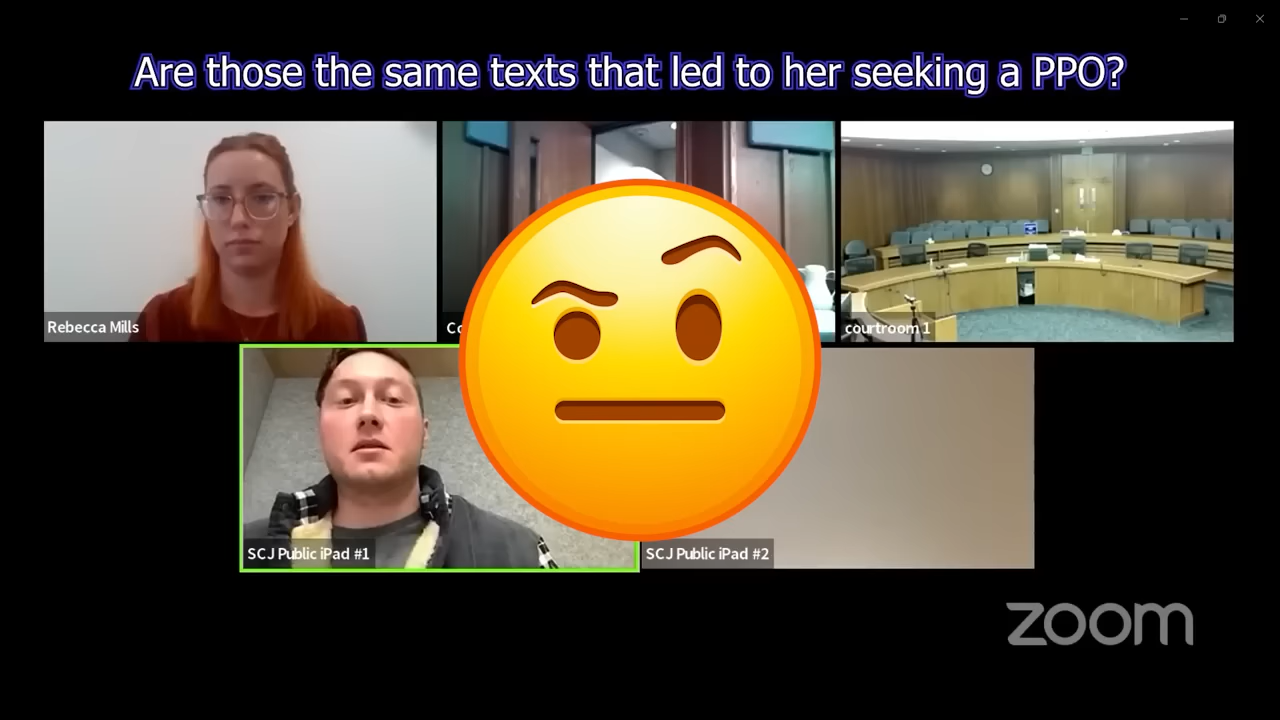 Are those the same texts that led to her seeking a PPO?
Rebecca Mills
Co
courtroom 1
SCJ Public iPad #1
SCJ Public iPad #2
zoom